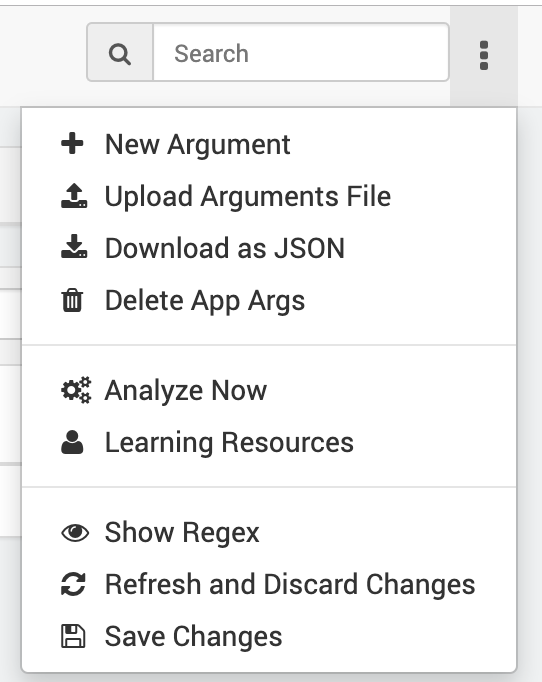 Search
New Argument
Upload Arguments File
Download as JSON
Delete App Args
Analyze Now
Learning Resources
Show Regex
Refresh and Discard Changes
Save Changes